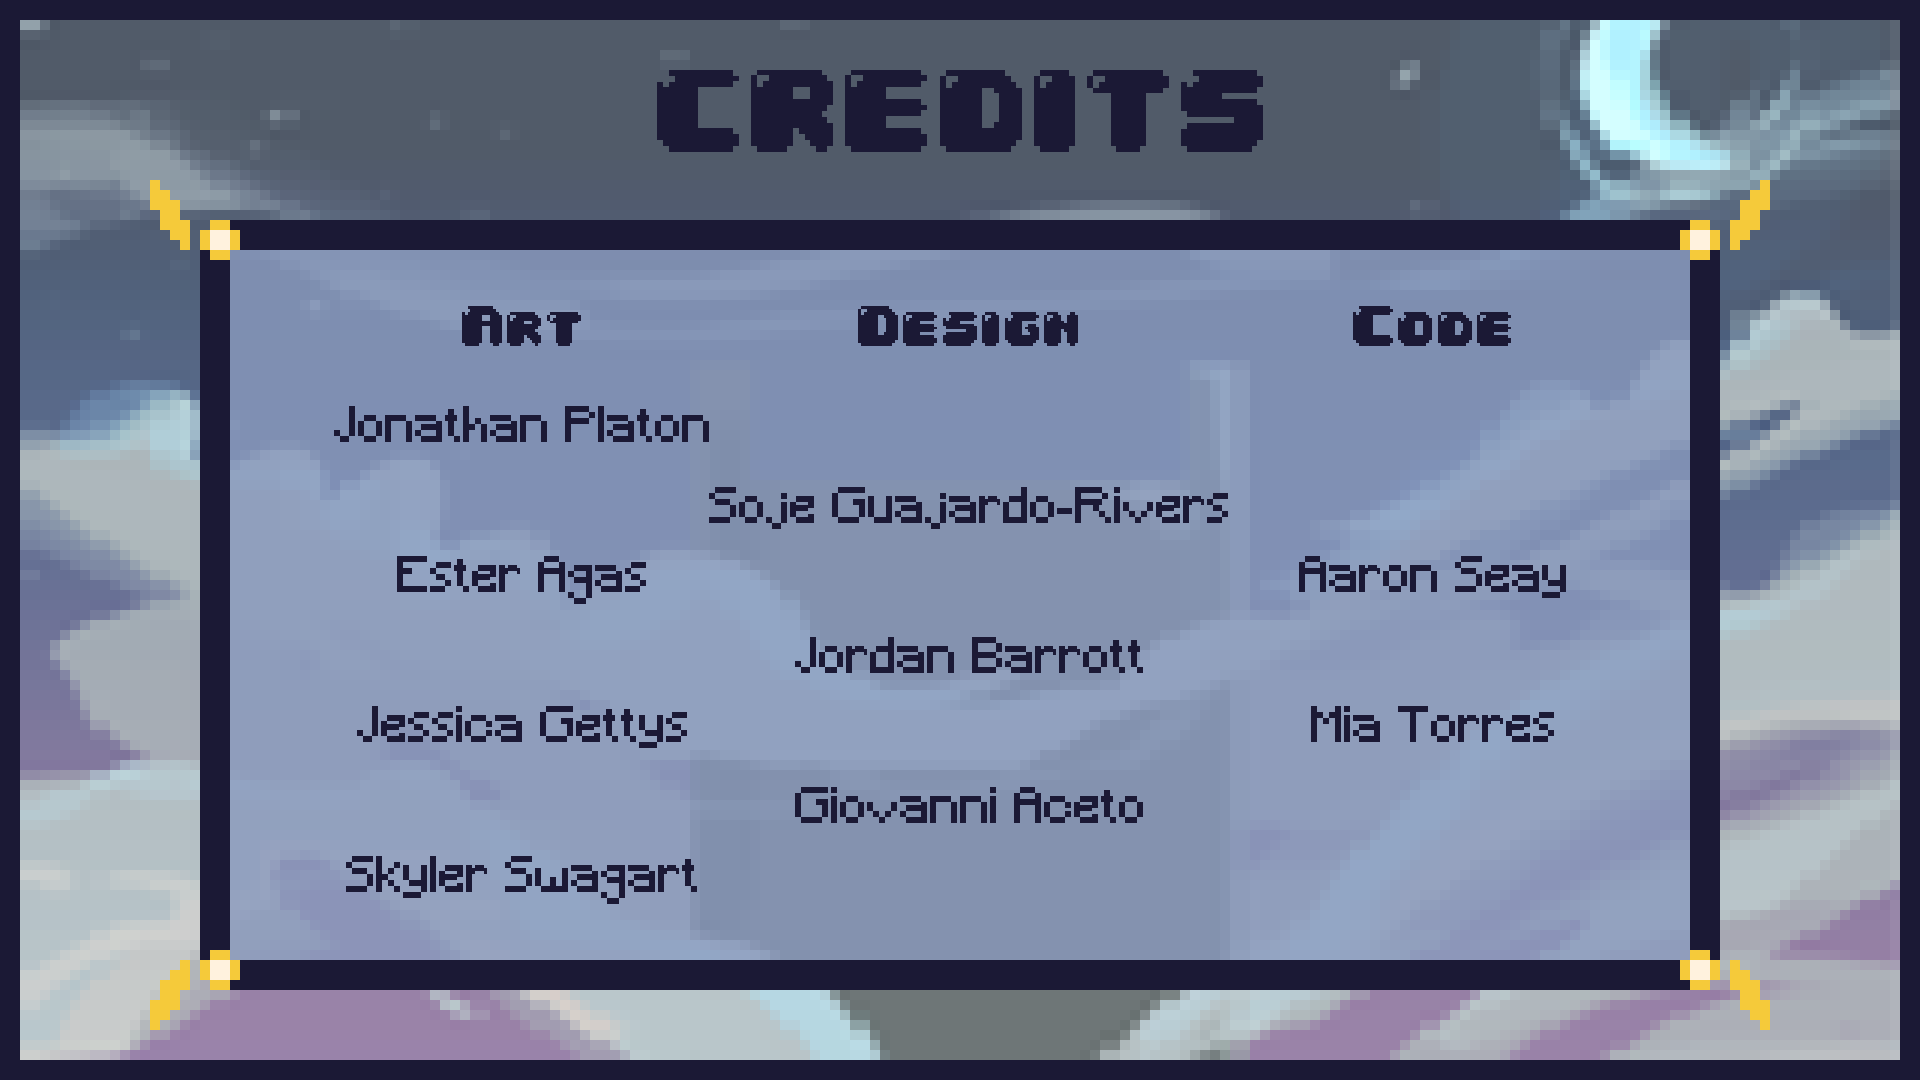 CREDITS
Art
Jonathan Platon
Ester Agas
Jessica Gettys
Skyler Swagart
Design
Soje Guajardo-Rivers
Jordan Barrott
Giovanni Aceto
Code
Aaron Seay
Mia Torres